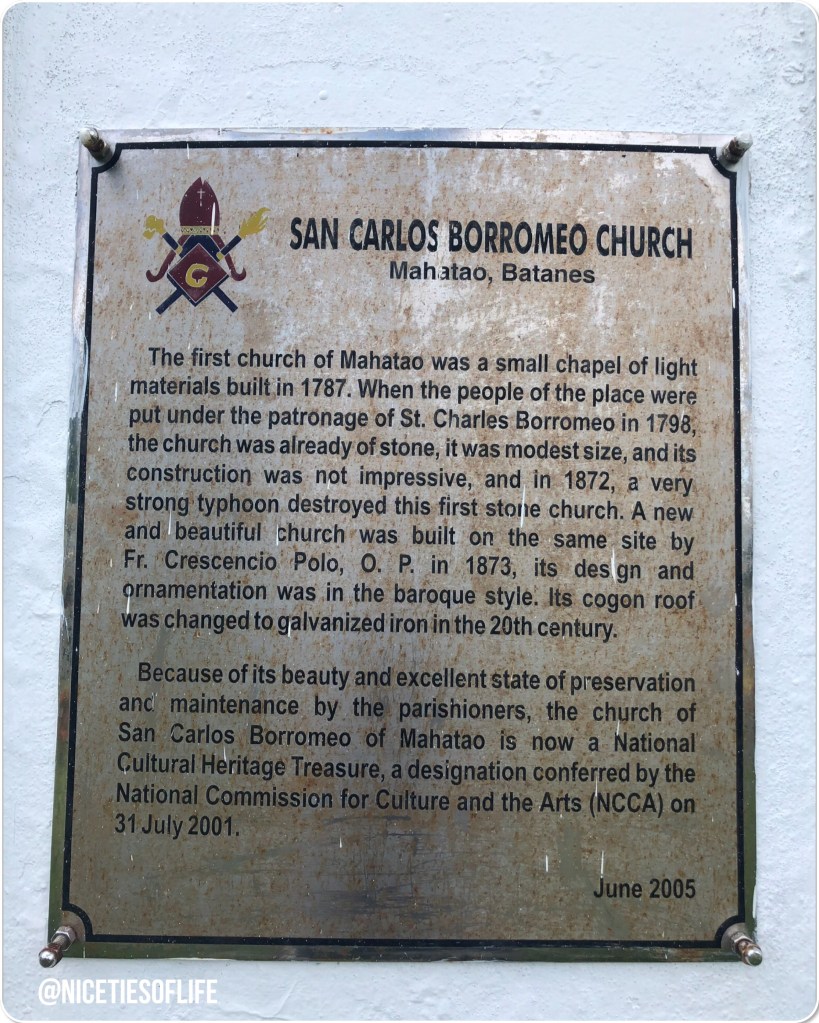 C
SAN CARLOS BORROMEO CHURCH
Mahatao, Batanes
The first church of Mahatao was a small chapel of light
materials built in 1787. When the people of the place were
put under the patronage of St. Charles Borromeo in 1798,
the church was already of stone, it was modest size, and its
construction was not impressive, and in 1872, a very
strong typhoon destroyed this first stone church. A new
and beautiful church was built on the same site by
Fr. Crescencio Polo, O. P. in 1873, its design and
ornamentation was in the baroque style. Its cogon roof
was changed to galvanized iron in the 20th century.
Because of its beauty and excellent state of preservation
and maintenance by the parishioners, the church of
San Carlos Borromeo of Mahatao is now a National
Cultural Heritage Treasure, a designation conferred by the
National Commission for Culture and the Arts (NCCA) on
31 July 2001.
June 2005
@NICETIESOFLIFE